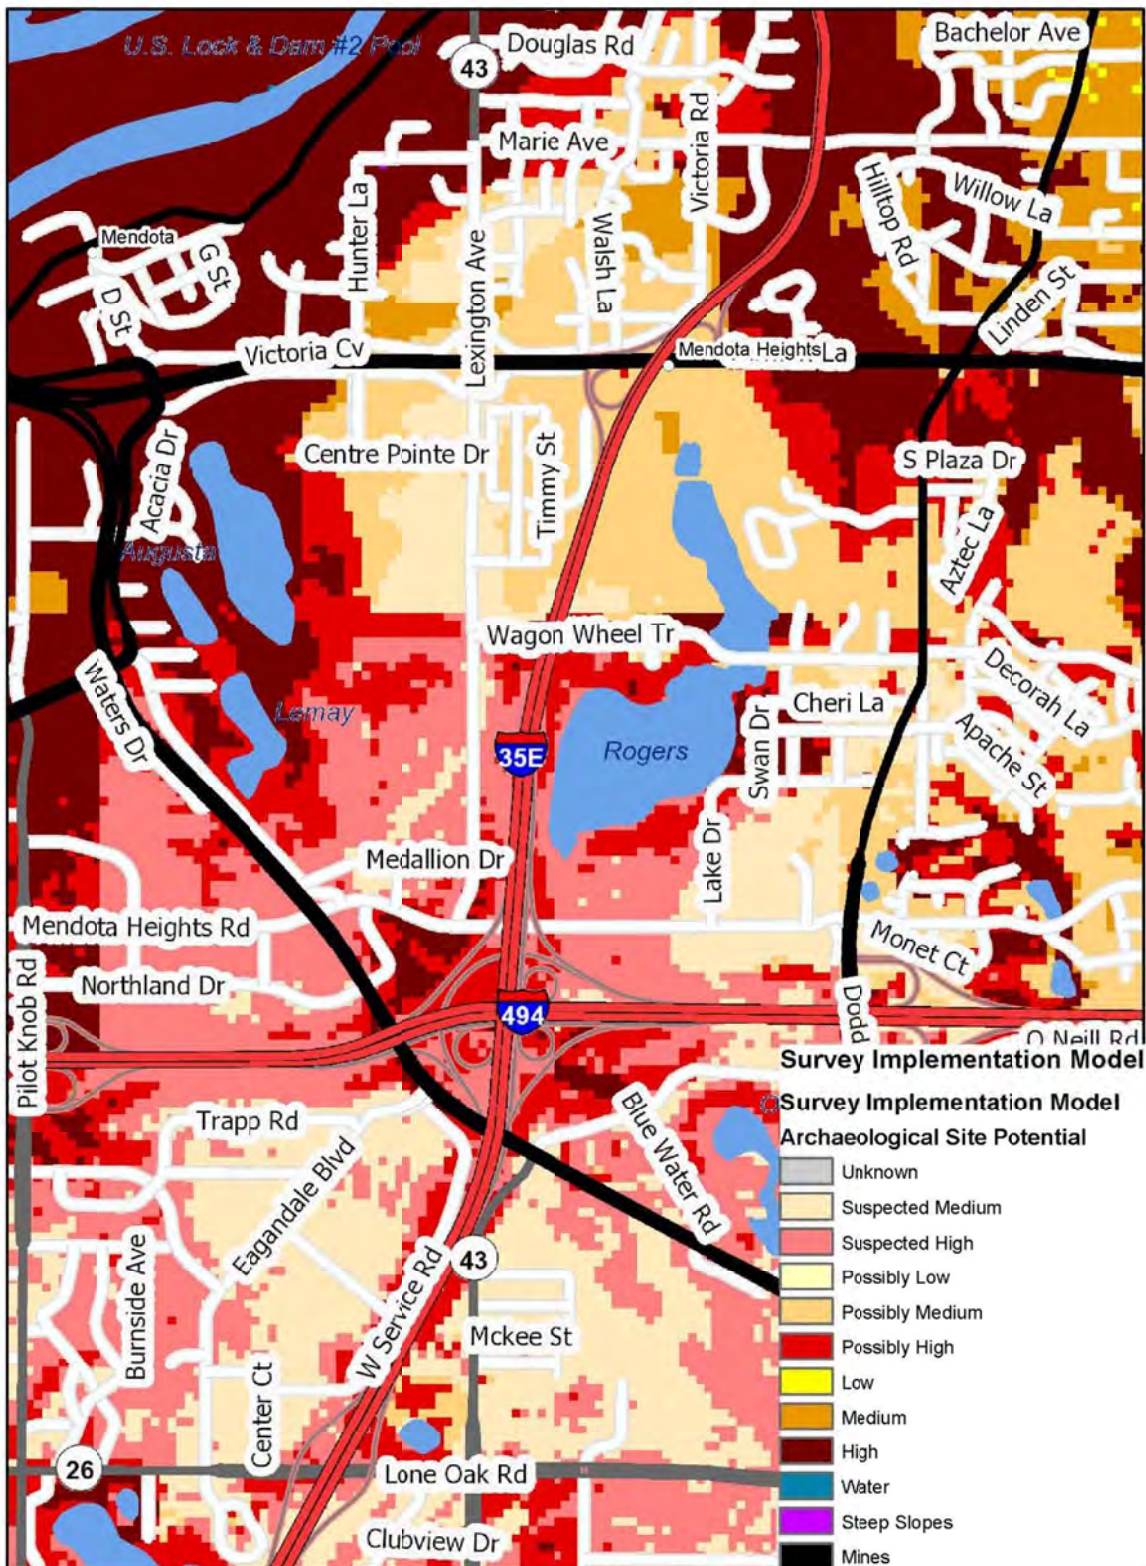 U.S. Lock & Dam #2 Pool
43
Douglas Rd
Bachelor Ave
Marie Ave
Victoria Rd
Hunter La
Walsh La
Hilltop Rd
Willow La
Mendota
G St
D St
Lexington Ave
Linden St
Victoria Cv
Mendota Heights
La
Acacia Dr
Centre Pointe Dr
Timmy St
S Plaza Dr
Aztec La
Augusta
Wagon Wheel Tr
Decorah La
Waters Dr
Lemay
Cheri La
Swan Dr
Apache St
Rogers
35E
Lake Dr
Medallion Dr
Mendota Heights Rd
Monet Ct
Northland Dr
Pilot Knob Rd
494
Dodd
O Neill Rd
Trapp Rd
Blue Water Rd
Eagandale Blvd
43
W Service Rd
Burnside Ave
Mckee St
Center Ct
26
Lone Oak Rd
Clubview Dr
Survey Implementation Model
Survey Implementation Model
Archaeological Site Potential
Unknown
Suspected Medium
Suspected High
Possibly Low
Possibly Medium
Possibly High
Low
Medium
High
Water
Steep Slopes
Mines